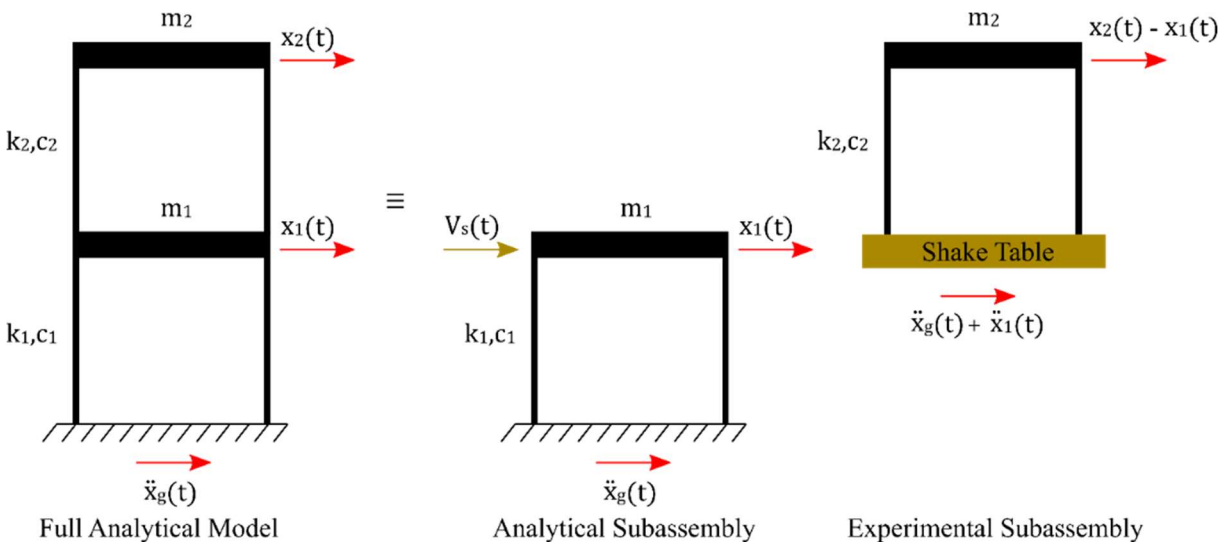 m₂
x₂(t)
k₂,c₂
m₁
x₁(t)
k₁,c₁
ẍg(t)
Full Analytical Model
≡
Vs(t)
m₁
x₁(t)
k₁,c₁
ẍg(t)
Analytical Subassembly
m₂
x₂(t) - x₁(t)
k₂,c₂
Shake Table
ẍg(t) + ẍ₁(t)
Experimental Subassembly